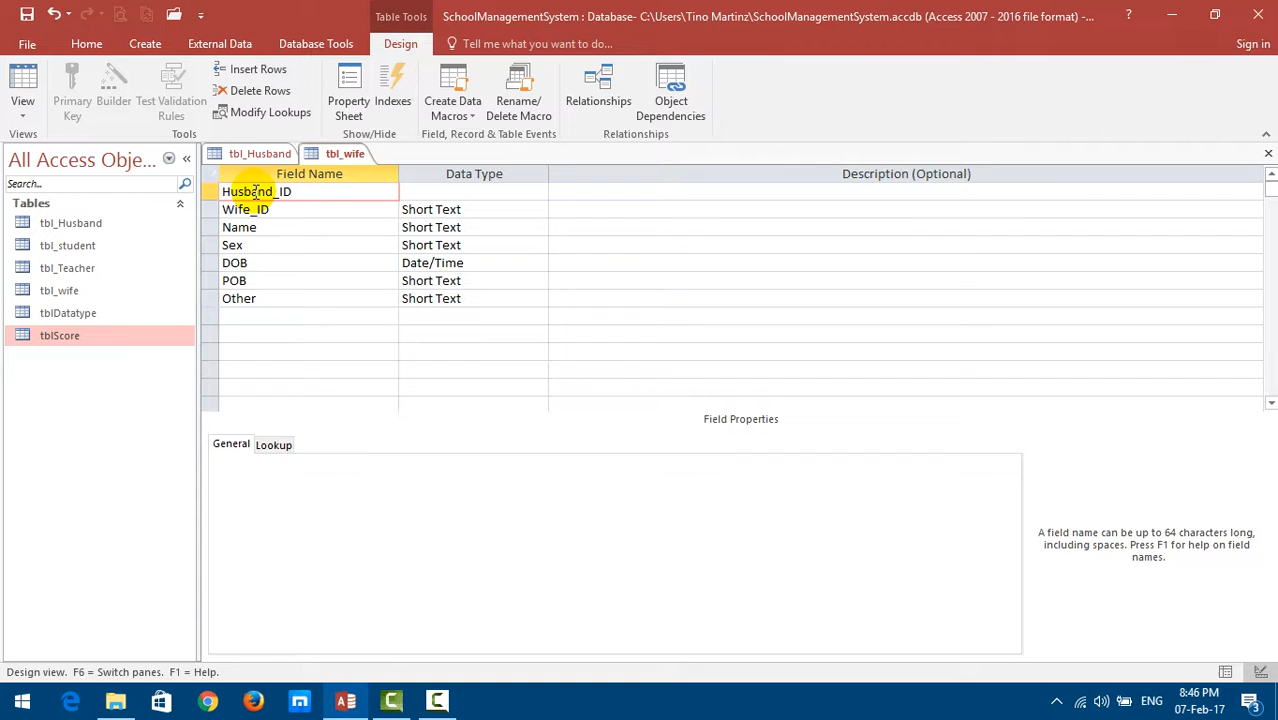 Table Tools
SchoolManagementSystem : Database- C:\Users\Tino Martinz\SchoolManagementSystem.accdb (Access 2007 - 2016 file format) -...
?
File
Home
Create
External Data
Database Tools
Design
Tell me what you want to do...
Sign in
View
Primary Key
Builder
Test Validation Rules
Insert Rows
Delete Rows
Modify Lookups
Property Sheet
Indexes
Create Data Macros
Rename/ Delete Macro
Relationships
Object Dependencies
Views
Tools
Show/Hide
Field, Record & Table Events
Relationships
All Access Obje...
Search...
Tables
tbl_Husband
tbl_student
tbl_Teacher
tbl_wife
tblDatatype
tblScore
tbl_Husband
tbl_wife
Field Name
Data Type
Description (Optional)
Husband_ID
Wife_ID Short Text
Name Short Text
Sex Short Text
DOB Date/Time
POB Short Text
Other Short Text
Field Properties
General
Lookup
A field name can be up to 64 characters long,
including spaces. Press F1 for help on field
names.
Design view. F6 = Switch panes. F1 = Help.
ENG
8:46 PM
07-Feb-17
3